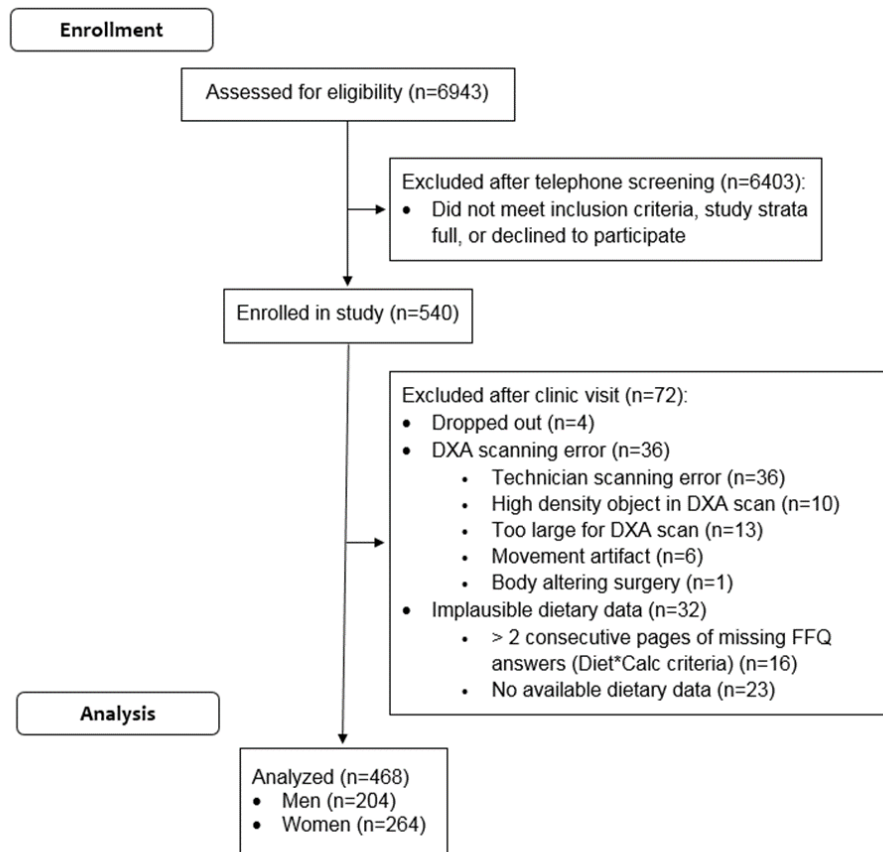 Enrollment
Assessed for eligibility (n=6943)
Excluded after telephone screening (n=6403):
• Did not meet inclusion criteria, study strata
full, or declined to participate
Enrolled in study (n=540)
Excluded after clinic visit (n=72):
• Dropped out (n=4)
• DXA scanning error (n=36)
• Technician scanning error (n=36)
• High density object in DXA scan (n=10)
• Too large for DXA scan (n=13)
• Movement artifact (n=6)
• Body altering surgery (n=1)
• Implausible dietary data (n=32)
• > 2 consecutive pages of missing FFQ
answers (Diet*Calc criteria) (n=16)
• No available dietary data (n=23)
Analysis
Analyzed (n=468)
• Men (n=204)
• Women (n=264)